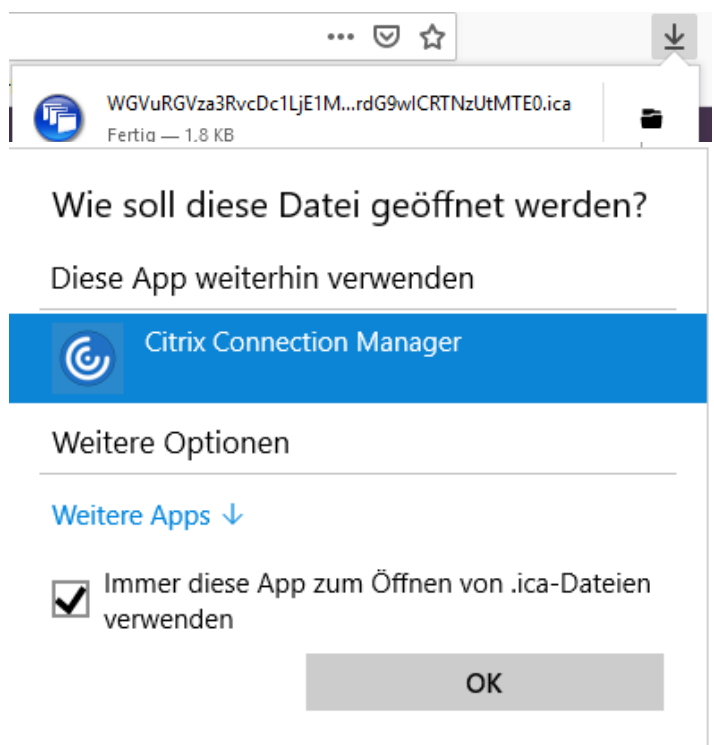 WGVuRGVza3RvcDc1LjE1M...rdG9wICRTNzUtMTE0.ica
Fertig — 1.8 KB
Wie soll diese Datei geöffnet werden?
Diese App weiterhin verwenden
Citrix Connection Manager
Weitere Optionen
Weitere Apps ↓
Immer diese App zum Öffnen von .ica-Dateien
verwenden
OK